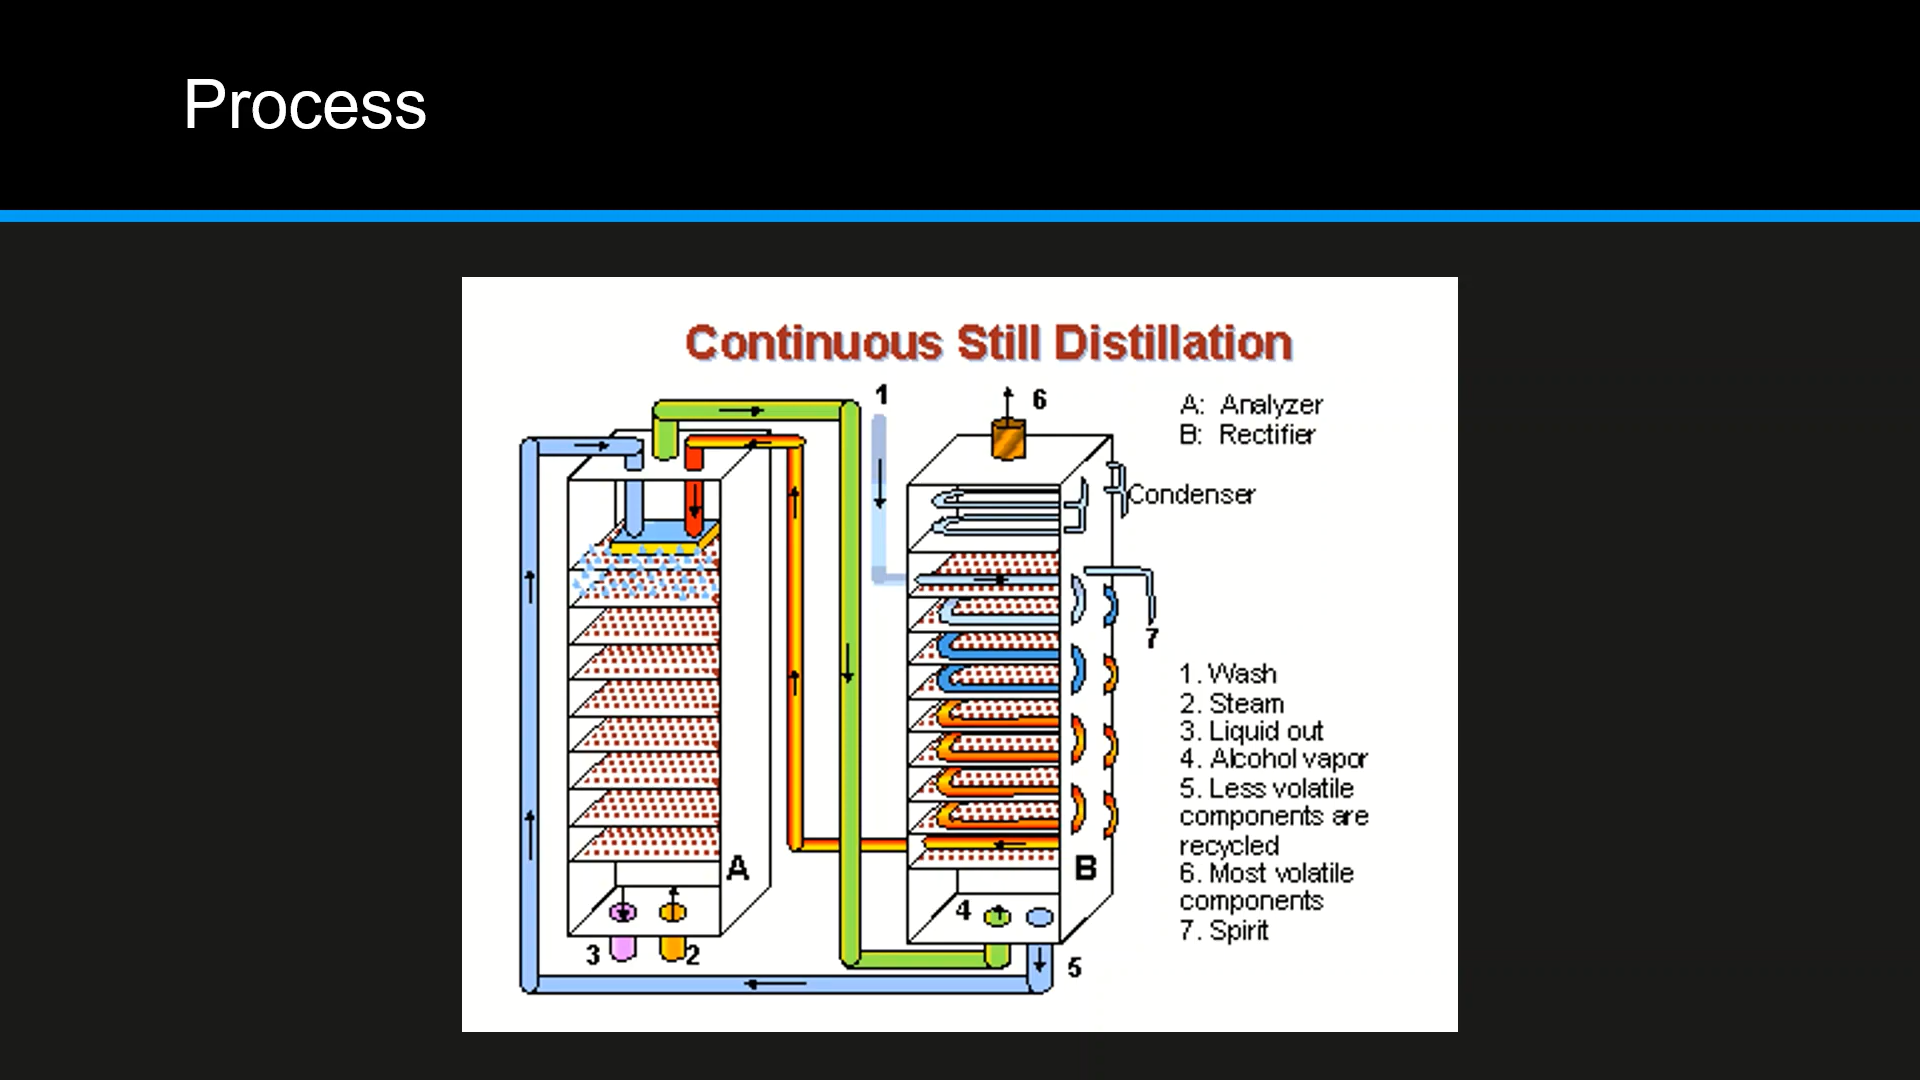 Process
Continuous Still Distillation
1
6
A: Analyzer
B: Rectifier
Condenser
7
1. Wash
2. Steam
3. Liquid out
4. Alcohol vapor
5. Less volatile
components are
recycled
6. Most volatile
components
7. Spirit
A
B
4
3
2
5